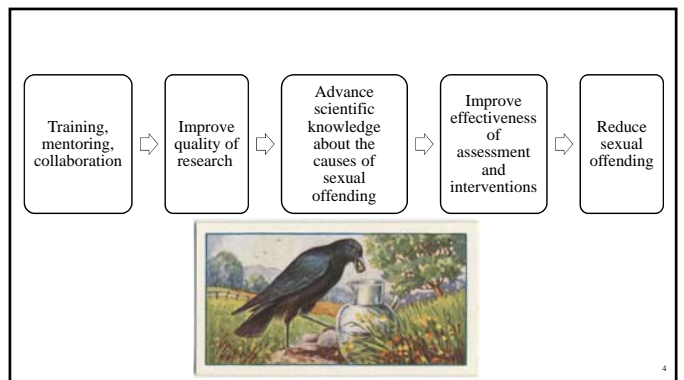 Training,
mentoring,
collaboration
Improve
quality of
research
Advance
scientific
knowledge
about the
causes of
sexual
offending
Improve
effectiveness
of
assessment
and
interventions
Reduce
sexual
offending
4